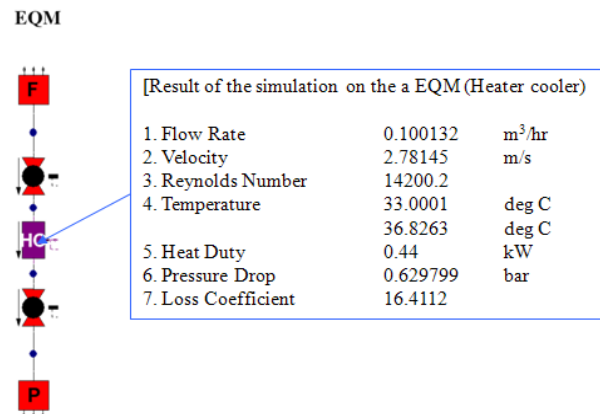 EQM
F
[Result of the simulation on the a EQM (Heater cooler)
1. Flow Rate 0.100132 m³/hr
2. Velocity 2.78145 m/s
3. Reynolds Number 14200.2
4. Temperature 33.0001 deg C
36.8263 deg C
HC
5. Heat Duty 0.44 kW
6. Pressure Drop 0.629799 bar
7. Loss Coefficient 16.4112
P